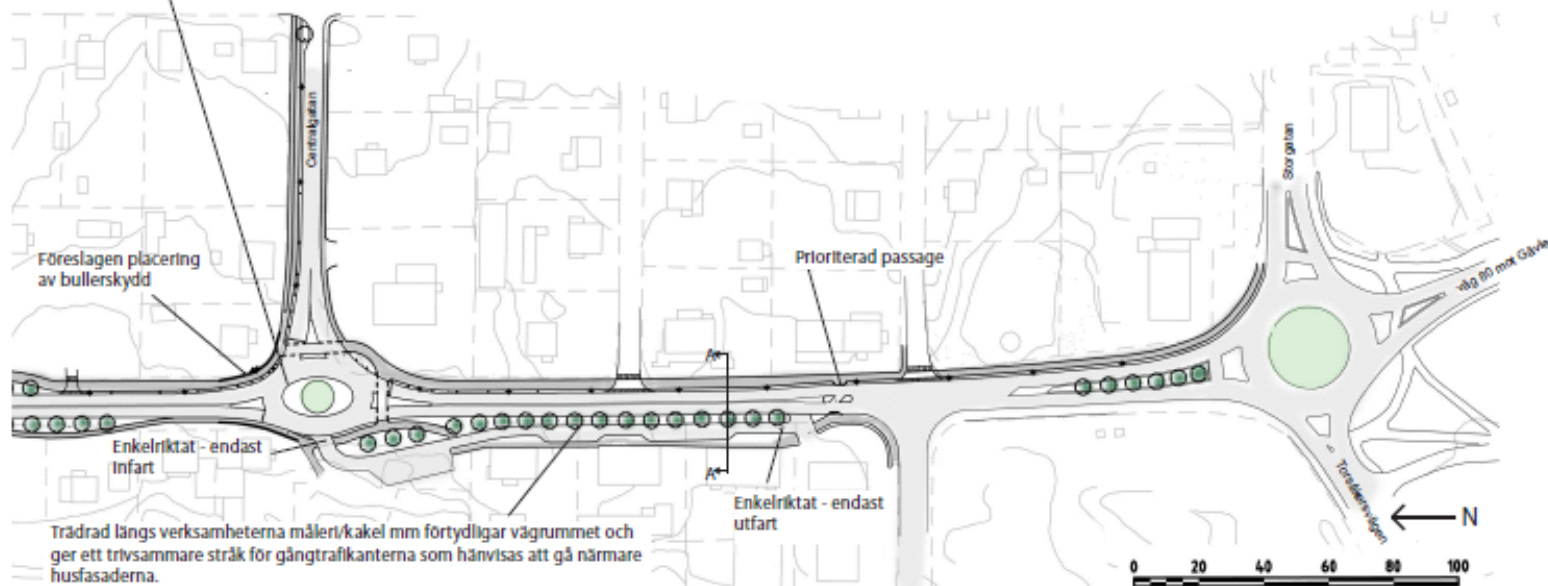 Centralgatan
Storgatan
Föreslagen placering
av bullerskydd
Prioriterad passage
väg 80 mot Gävle
A
A
Enkelriktat - endast
infart
Enkelriktat - endast
utfart
Torsåkersvägen
N
Trädrad längs verksamheterna måleri/kakel mm förtydligar vägrummet och
ger ett trivsammare stråk för gångtrafikanterna som hänvisas att gå närmare
husfasaderna.
0 20 40 60 80 100